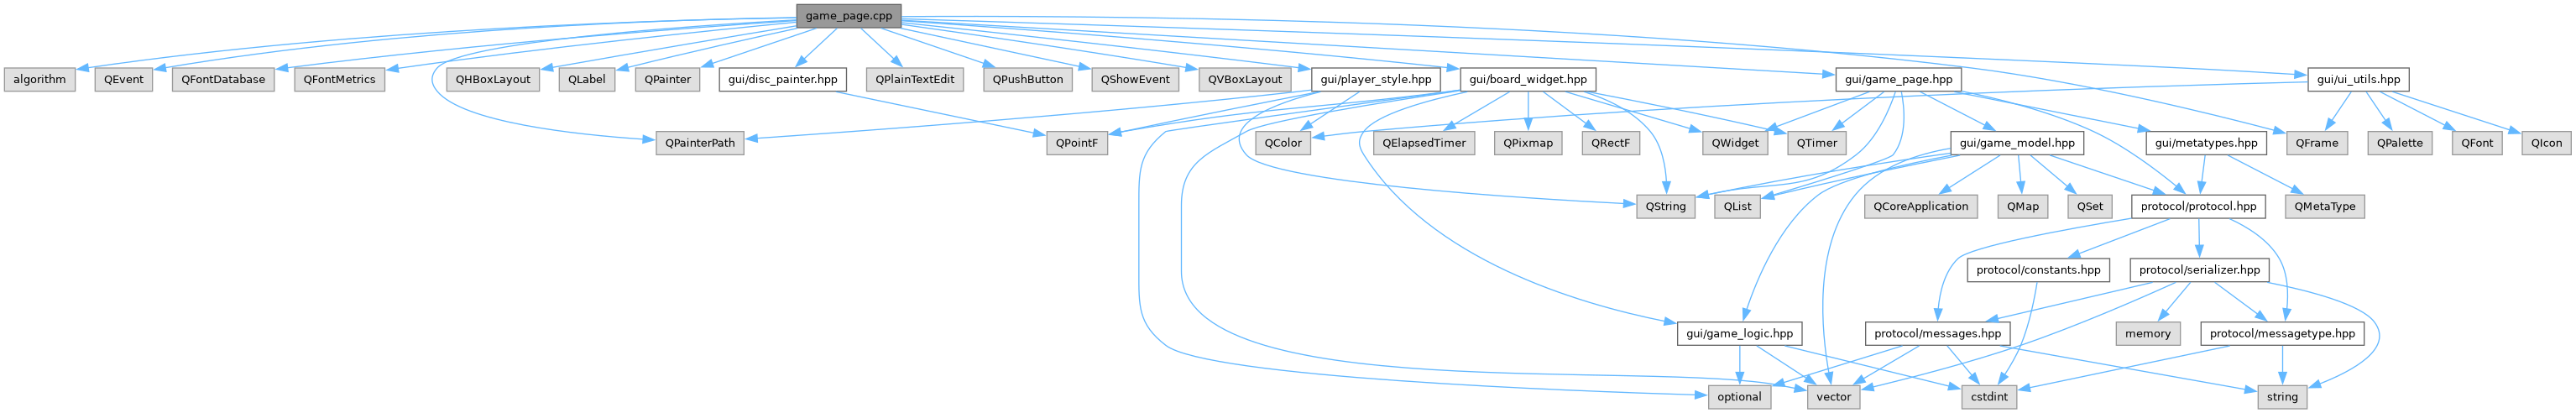 game_page.cpp
algorithm
QEvent
QFontDatabase
QFontMetrics
QHBoxLayout
QLabel
QPainter
gui/disc_painter.hpp
QPlainTextEdit
QPushButton
QShowEvent
QVBoxLayout
gui/player_style.hpp
gui/board_widget.hpp
gui/game_page.hpp
gui/ui_utils.hpp
QPainterPath
QPointF
QColor
QElapsedTimer
QPixmap
QRectF
QWidget
QTimer
gui/game_model.hpp
gui/metatypes.hpp
QFrame
QPalette
QFont
QIcon
QString
QList
QCoreApplication
QMap
QSet
protocol/protocol.hpp
QMetaType
protocol/constants.hpp
protocol/serializer.hpp
gui/game_logic.hpp
protocol/messages.hpp
memory
protocol/messagetype.hpp
optional
vector
cstdint
string